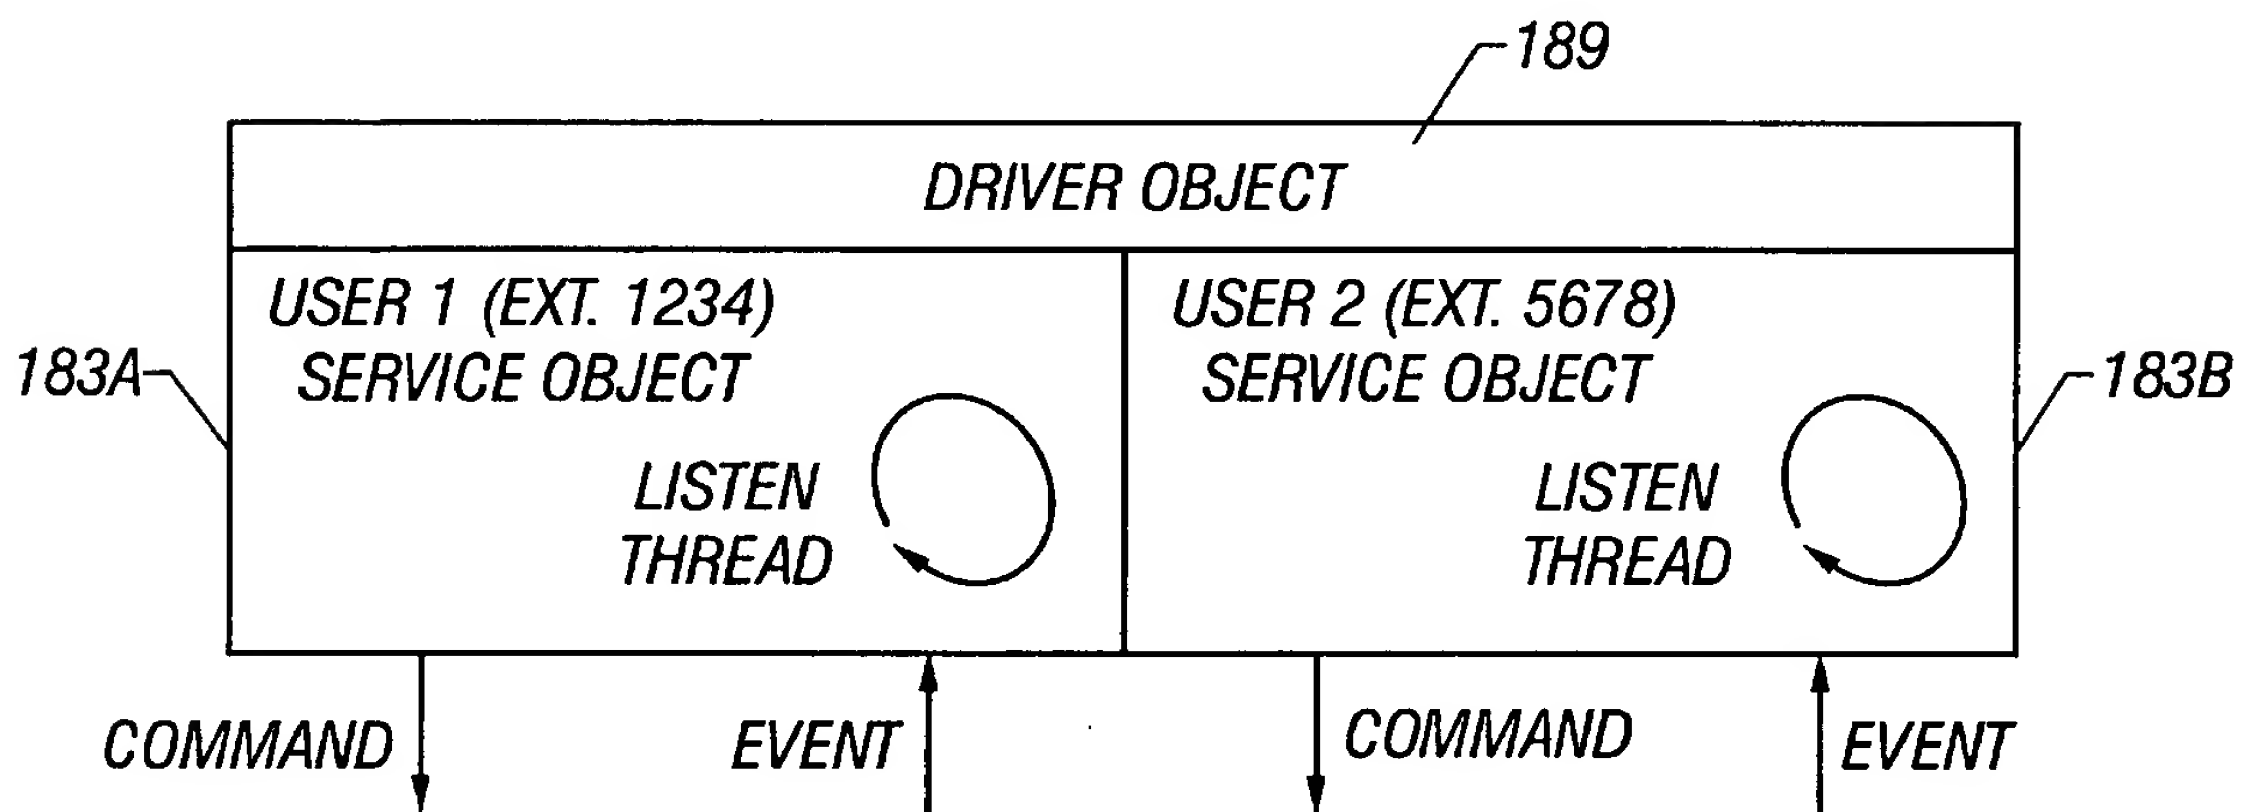 189
DRIVER OBJECT
USER 1 (EXT. 1234)
SERVICE OBJECT
LISTEN
THREAD
183A
USER 2 (EXT. 5678)
SERVICE OBJECT
LISTEN
THREAD
183B
COMMAND
EVENT
COMMAND
EVENT